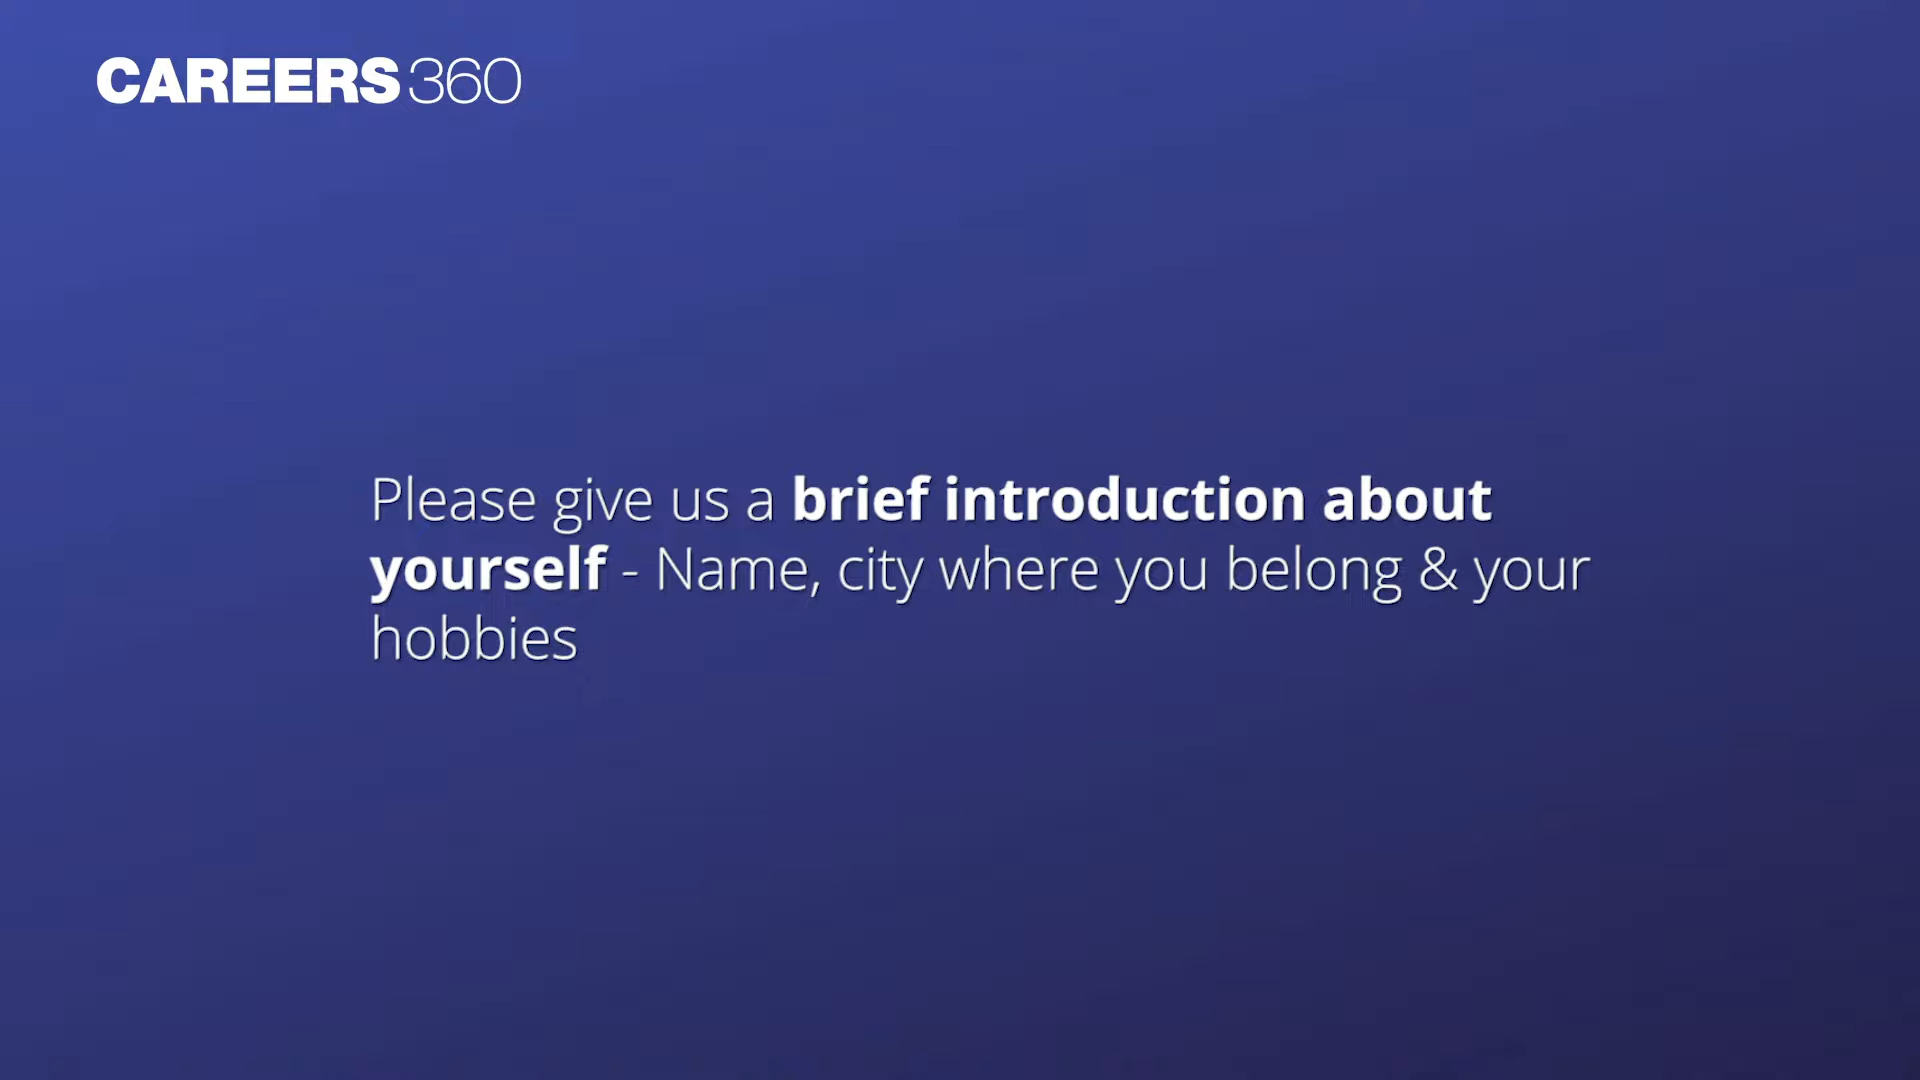 CAREERS360
Please give us a brief introduction about
yourself - Name, city where you belong & your
hobbies